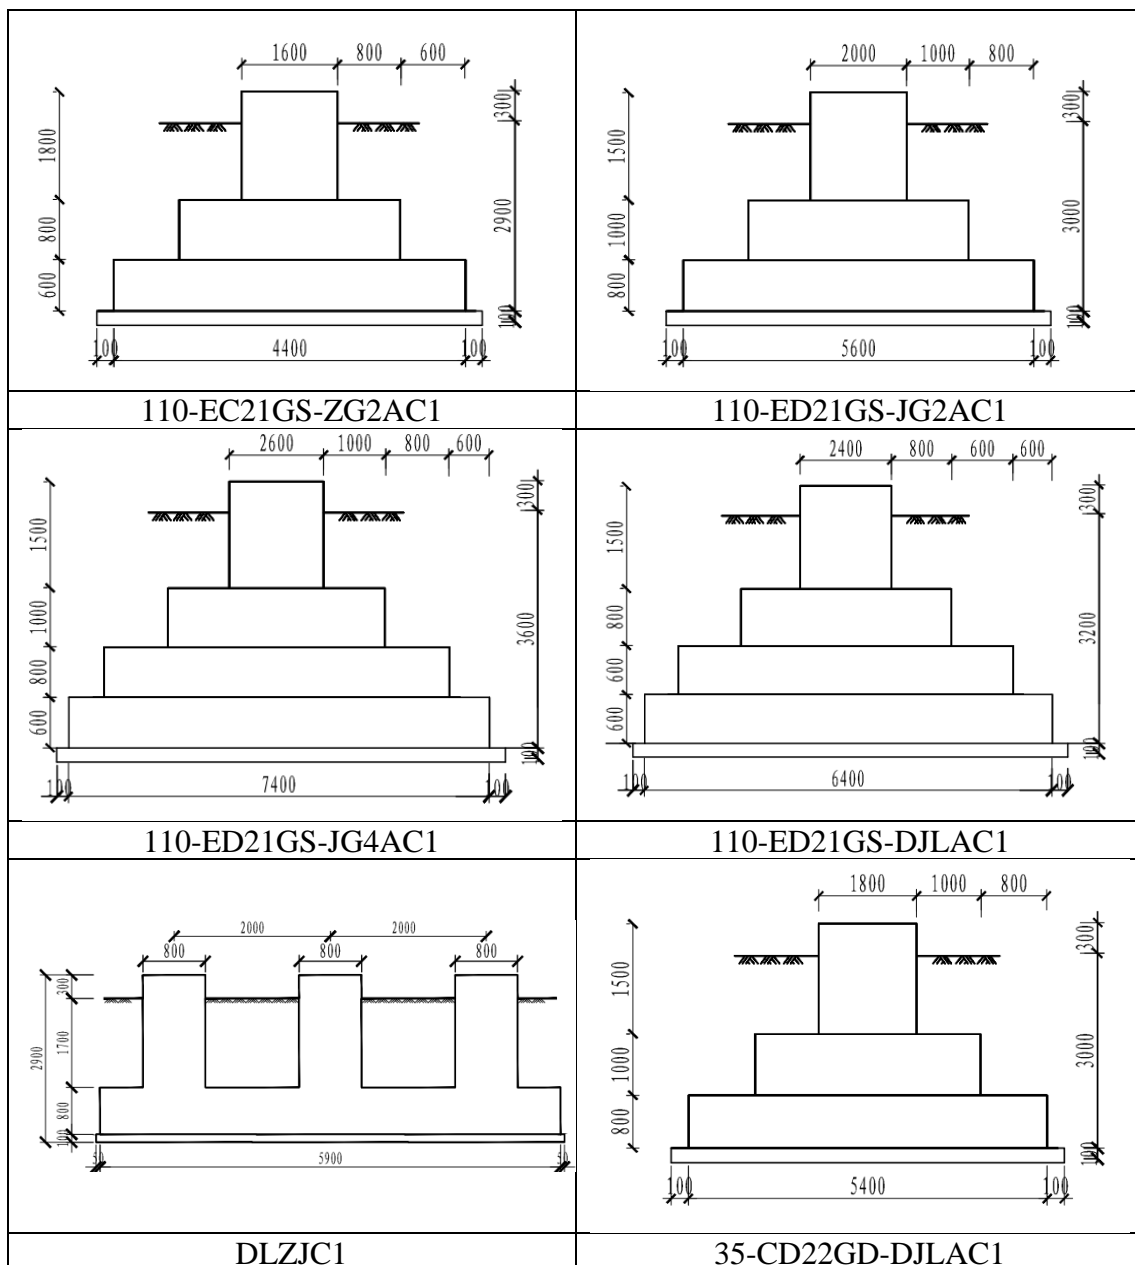 1600 800 600
300
1800
800
2900
600
100
100 4400 100
110-EC21GS-ZG2AC1
2000 1000 800
300
1500
1000
3000
800
100
100 5600 100
110-ED21GS-JG2AC1
2600 1000 800 600
300
1500
1000
3600
800
600
100
100 7400 100
110-ED21GS-JG4AC1
2400 800 600 600
300
1500
800
3200
600
600
100
100 6400 100
110-ED21GS-DJLAC1
2000 2000
800 800 800
300
1700
2900
800
100
50 5900 50
DLZJC1
1800 1000 800
300
1500
1000
3000
800
100
100 5400 100
35-CD22GD-DJLAC1